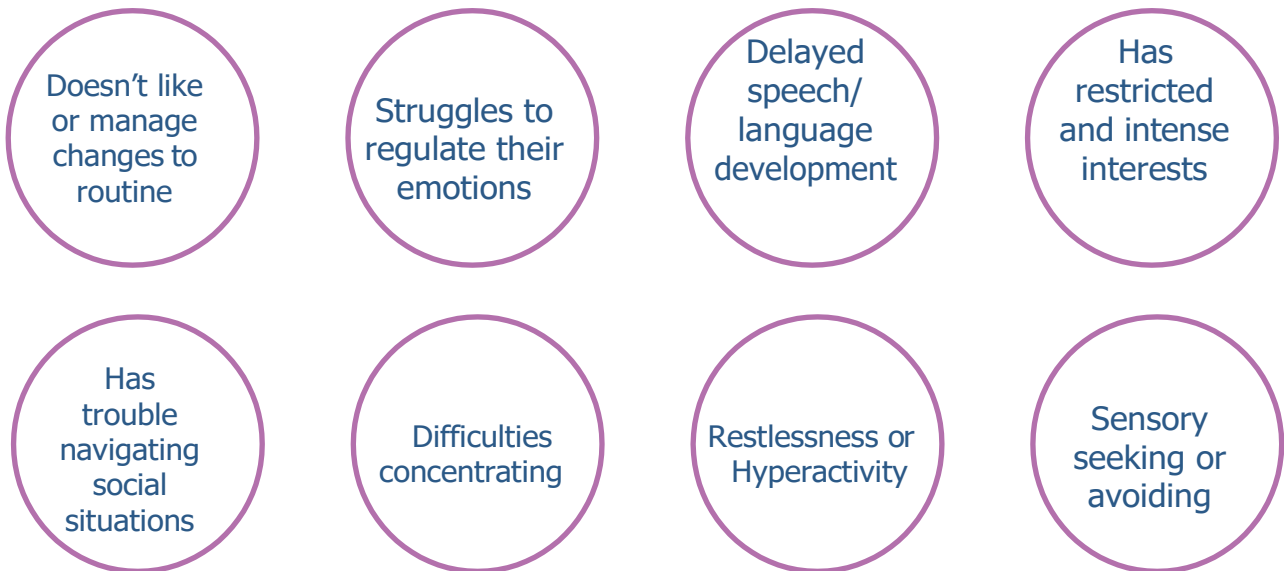 Doesn’t like
or manage
changes to
routine
Struggles to
regulate their
emotions
Delayed
speech/
language
development
Has
restricted
and intense
interests
Has
trouble
navigating
social
situations
Difficulties
concentrating
Restlessness or
Hyperactivity
Sensory
seeking or
avoiding